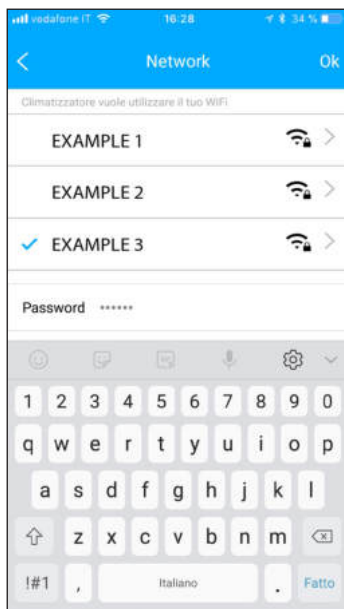 vodafone IT 16:28 34 %
Network Ok
Climatizzatore vuole utilizzare il tuo WiFi
EXAMPLE 1
EXAMPLE 2
EXAMPLE 3
Password ••••••
1 2 3 4 5 6 7 8 9 0
q w e r t y u i o p
a s d f g h j k l
z x c v b n m
!#1 , Italiano . Fatto